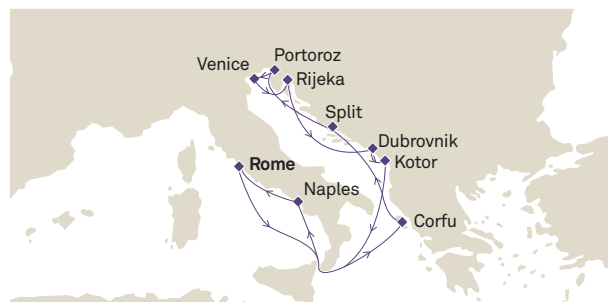 Portoroz
Venice
Rijeka
Split
Dubrovnik
Kotor
Rome
Naples
Corfu